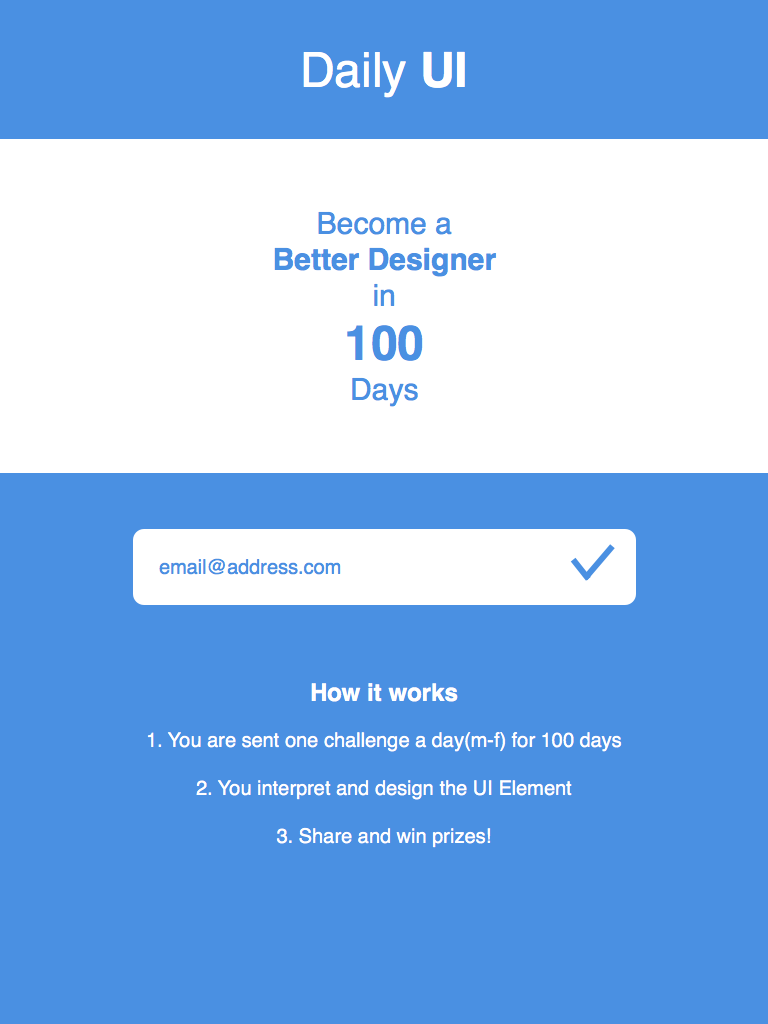 Daily UI
Become a
Better Designer
in
100
Days
email@address.com
How it works
1. You are sent one challenge a day(m-f) for 100 days
2. You interpret and design the UI Element
3. Share and win prizes!